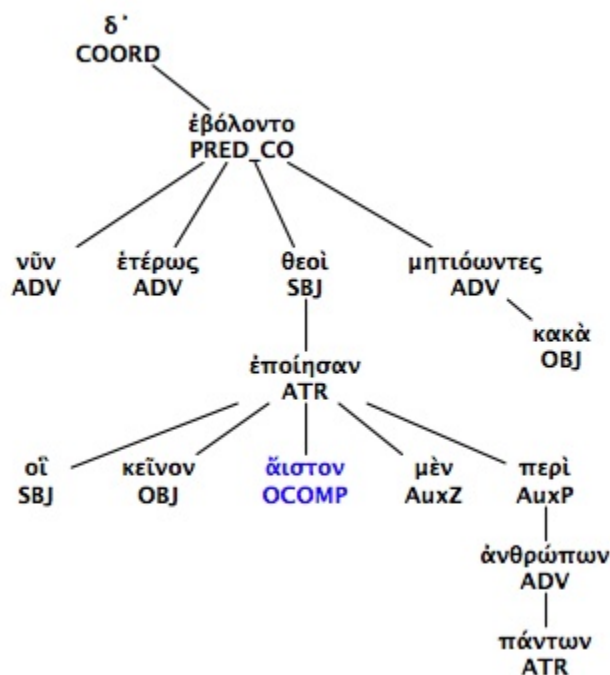 δ᾽
COORD
ἐβόλοντο
PRED_CO
νῦν ἑτέρως θεοὶ μητιόωντες
ADV ADV SBJ ADV
κακὰ
OBJ
ἐποίησαν
ATR
οἳ κεῖνον ἄιστον μὲν περὶ
SBJ OBJ OCOMP AuxZ AuxP
ἀνθρώπων
ADV
πάντων
ATR